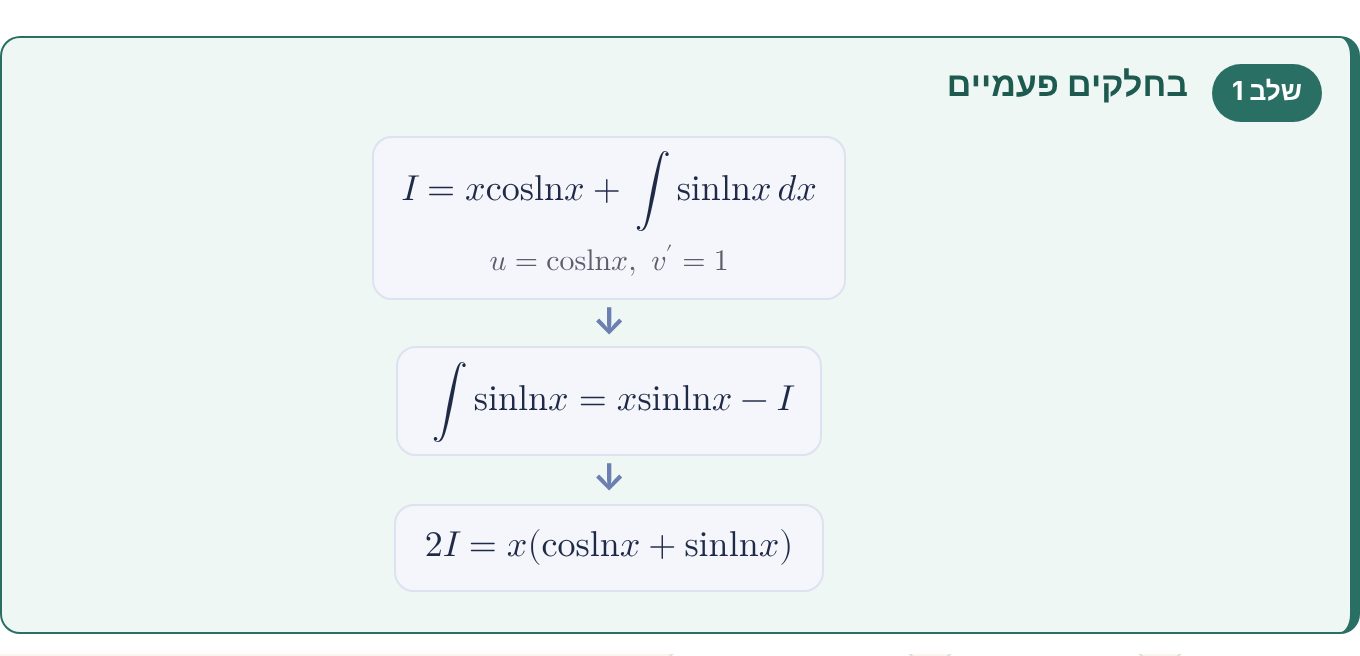 שלב 1 בחלקים פעמיים
I = xcoslnx + ∫ sinlnx dx
u = coslnx, v′ = 1
↓
∫ sinlnx = xsinlnx − I
↓
2I = x(coslnx + sinlnx)